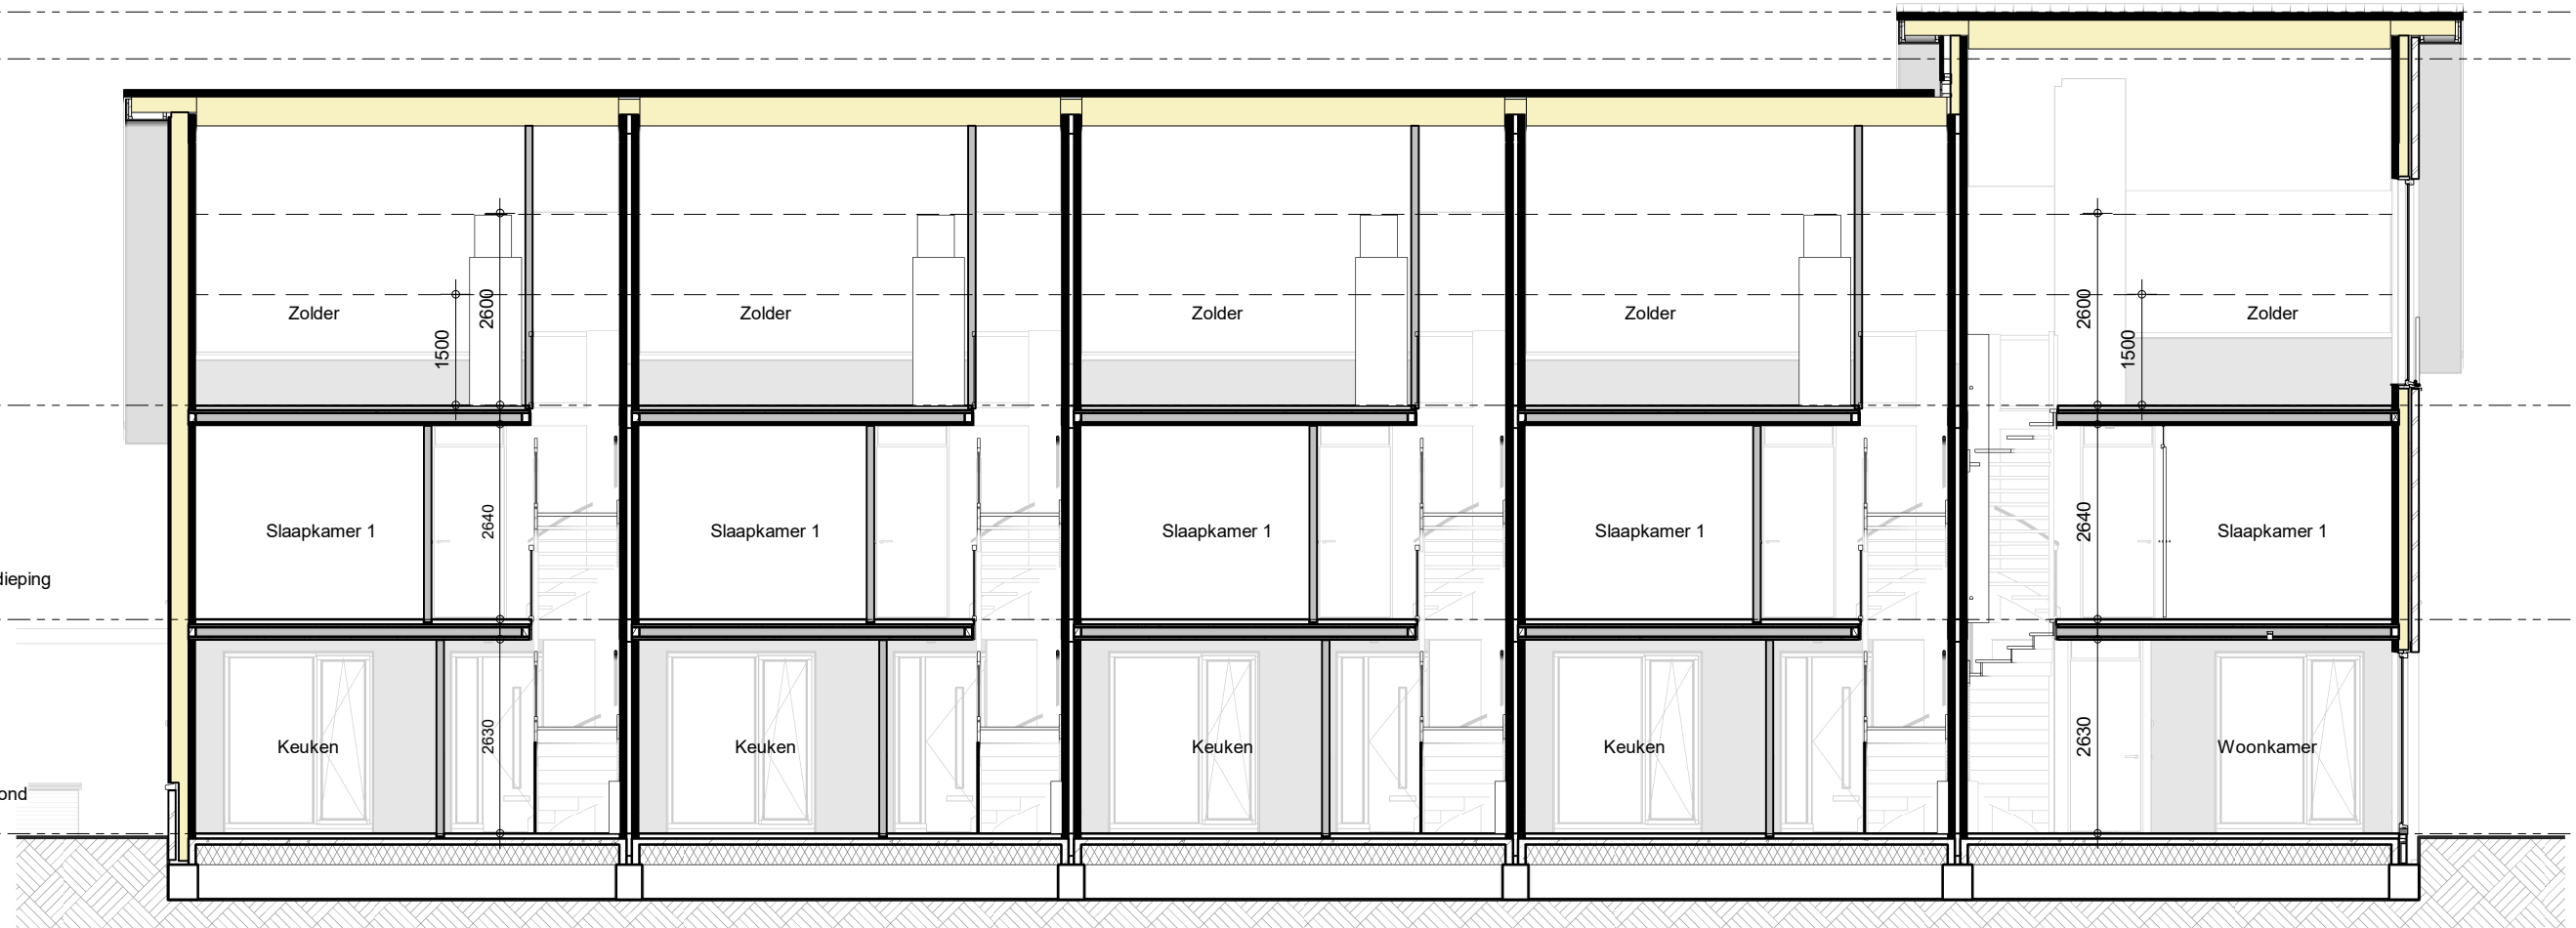 Zolder
Zolder
Zolder
Zolder
Zolder
2600
1500
2600
1500
Slaapkamer 1
Slaapkamer 1
Slaapkamer 1
Slaapkamer 1
Slaapkamer 1
2640
2640
dieping
Keuken
Keuken
Keuken
Keuken
Woonkamer
2630
2630
ond